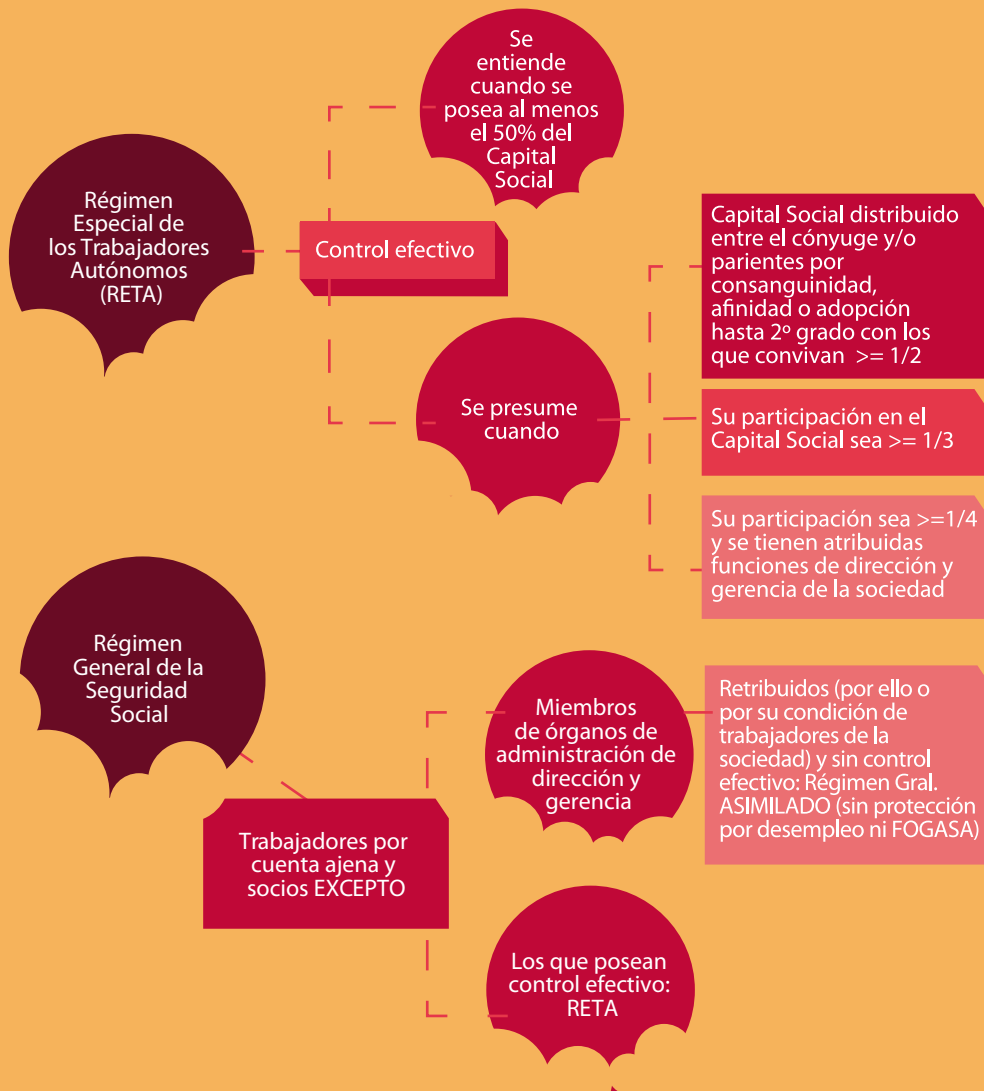 Se
entiende
cuando se
posea al menos
el 50% del
Capital
Social
Régimen
Especial de
los Trabajadores
Autónomos
(RETA)
Control efectivo
Se presume
cuando
Capital Social distribuido
entre el cónyuge y/o
parientes por
consanguinidad,
afinidad o adopción
hasta 2º grado con los
que convivan >= 1/2
Su participación en el
Capital Social sea >= 1/3
Su participación sea >=1/4
y se tienen atribuidas
funciones de dirección y
gerencia de la sociedad
Régimen
General de la
Seguridad
Social
Trabajadores por
cuenta ajena y
socios EXCEPTO
Miembros
de órganos de
administración de
dirección y
gerencia
Retribuidos (por ello o
por su condición de
trabajadores de la
sociedad) y sin control
efectivo: Régimen Gral.
ASIMILADO (sin protección
por desempleo ni FOGASA)
Los que posean
control efectivo:
RETA